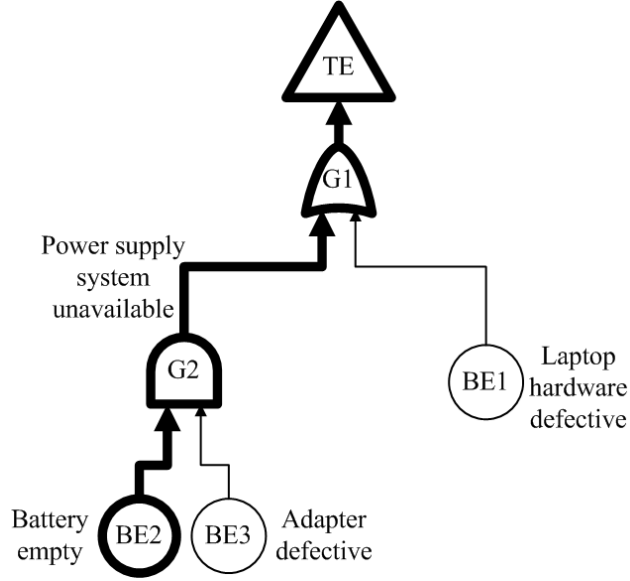 TE
G1
Power supply
system
unavailable
G2
BE1
Laptop
hardware
defective
Battery
empty
BE2
BE3
Adapter
defective